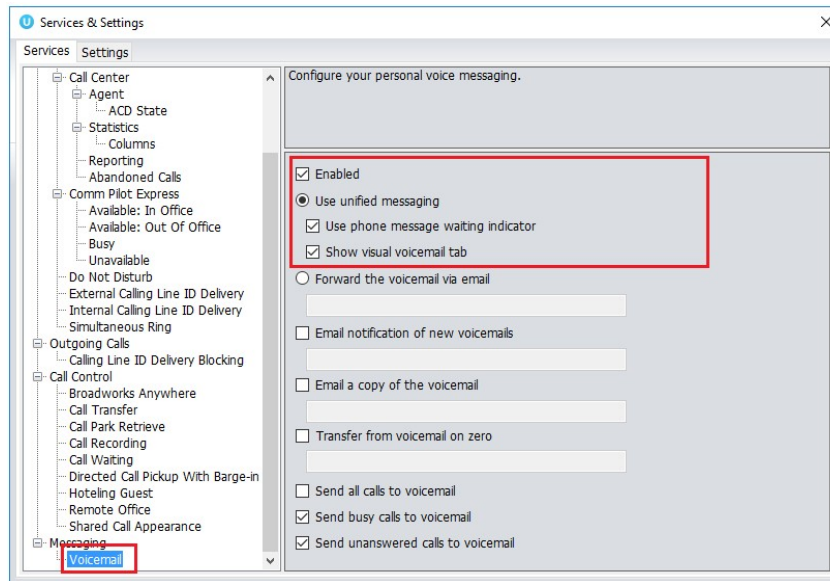 Services & Settings
Services Settings
Call Center
Agent
ACD State
Statistics
Columns
Reporting
Abandoned Calls
Comm Pilot Express
Available: In Office
Available: Out Of Office
Busy
Unavailable
Do Not Disturb
External Calling Line ID Delivery
Internal Calling Line ID Delivery
Simultaneous Ring
Outgoing Calls
Calling Line ID Delivery Blocking
Call Control
Broadworks Anywhere
Call Transfer
Call Park Retrieve
Call Recording
Call Waiting
Directed Call Pickup With Barge-in
Hoteling Guest
Remote Office
Shared Call Appearance
Messaging
Voicemail
Configure your personal voice messaging.
Enabled
Use unified messaging
Use phone message waiting indicator
Show visual voicemail tab
Forward the voicemail via email
Email notification of new voicemails
Email a copy of the voicemail
Transfer from voicemail on zero
Send all calls to voicemail
Send busy calls to voicemail
Send unanswered calls to voicemail